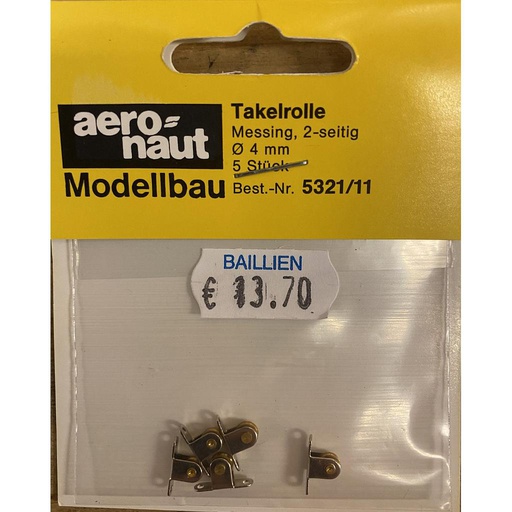 aero=
naut
Modellbau
Takelrolle
Messing, 2-seitig
Ø 4 mm
5 Stück
Best.-Nr. 5321/11
BAILLIEN
€ 13.70